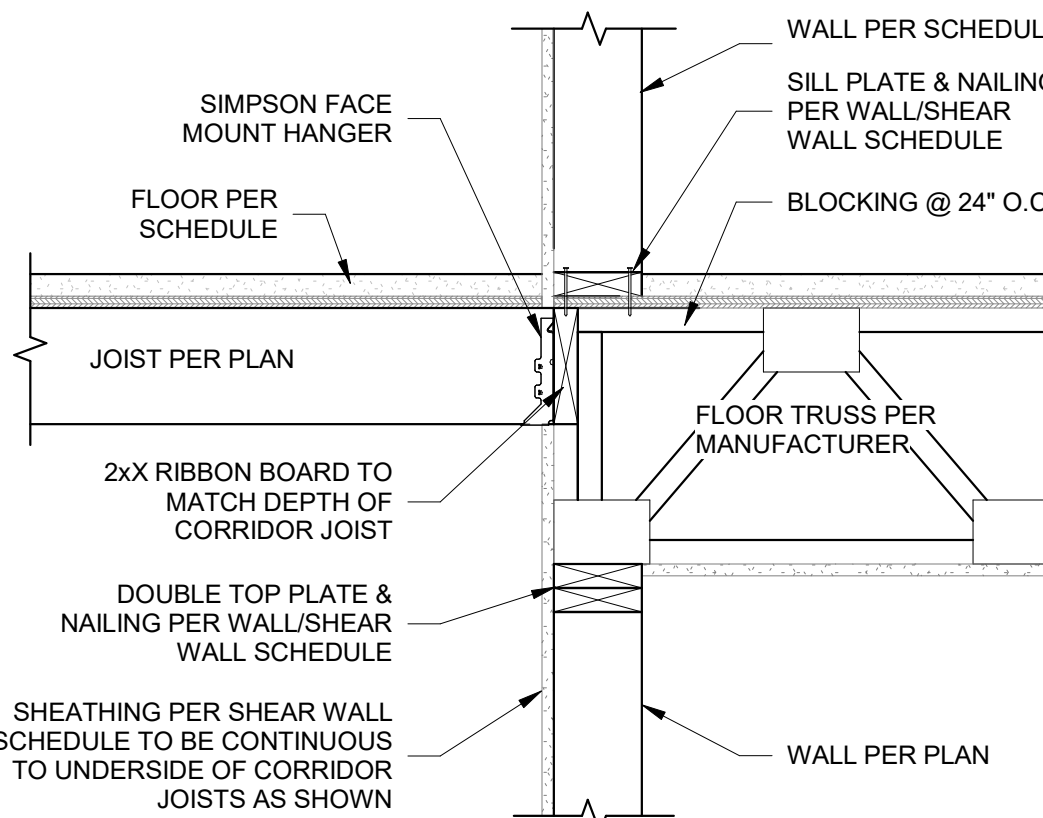 WALL PER SCHEDUL
SILL PLATE & NAILING
PER WALL/SHEAR
WALL SCHEDULE
BLOCKING @ 24" O.C
SIMPSON FACE
MOUNT HANGER
FLOOR PER
SCHEDULE
JOIST PER PLAN
FLOOR TRUSS PER
MANUFACTURER
2xX RIBBON BOARD TO
MATCH DEPTH OF
CORRIDOR JOIST
DOUBLE TOP PLATE &
NAILING PER WALL/SHEAR
WALL SCHEDULE
SHEATHING PER SHEAR WALL
SCHEDULE TO BE CONTINUOUS
TO UNDERSIDE OF CORRIDOR
JOISTS AS SHOWN
WALL PER PLAN